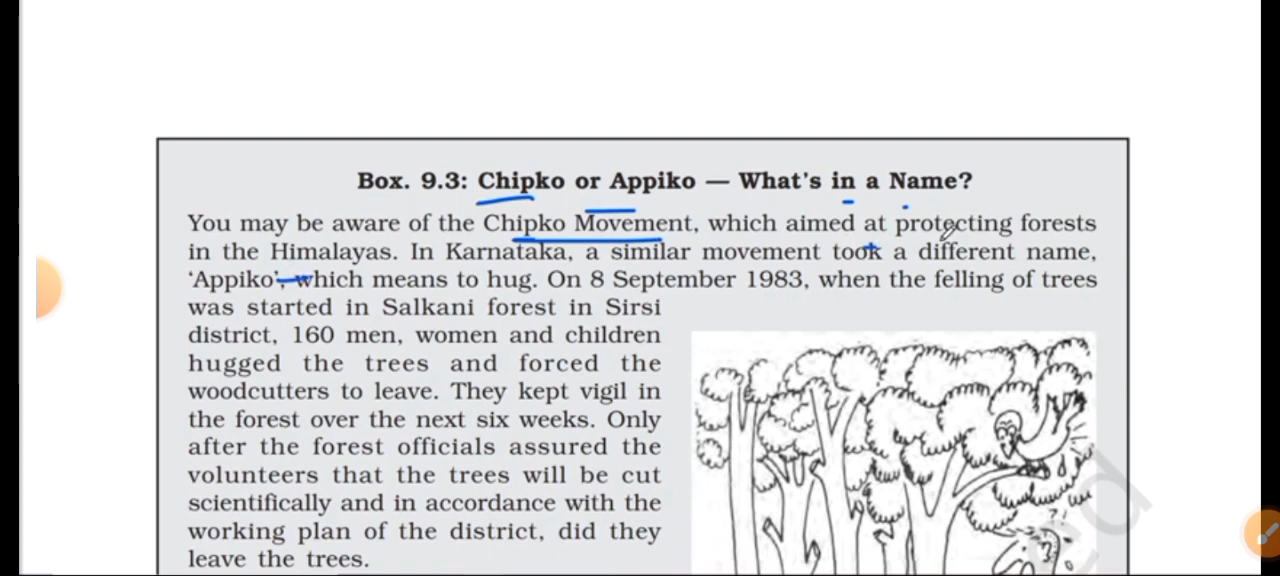 Box. 9.3: Chipko or Appiko — What's in a Name?
You may be aware of the Chipko Movement, which aimed at protecting forests
in the Himalayas. In Karnataka, a similar movement took a different name,
‘Appiko’, which means to hug. On 8 September 1983, when the felling of trees
was started in Salkani forest in Sirsi
district, 160 men, women and children
hugged the trees and forced the
woodcutters to leave. They kept vigil in
the forest over the next six weeks. Only
after the forest officials assured the
volunteers that the trees will be cut
scientifically and in accordance with the
working plan of the district, did they
leave the trees.
?!
?
ed